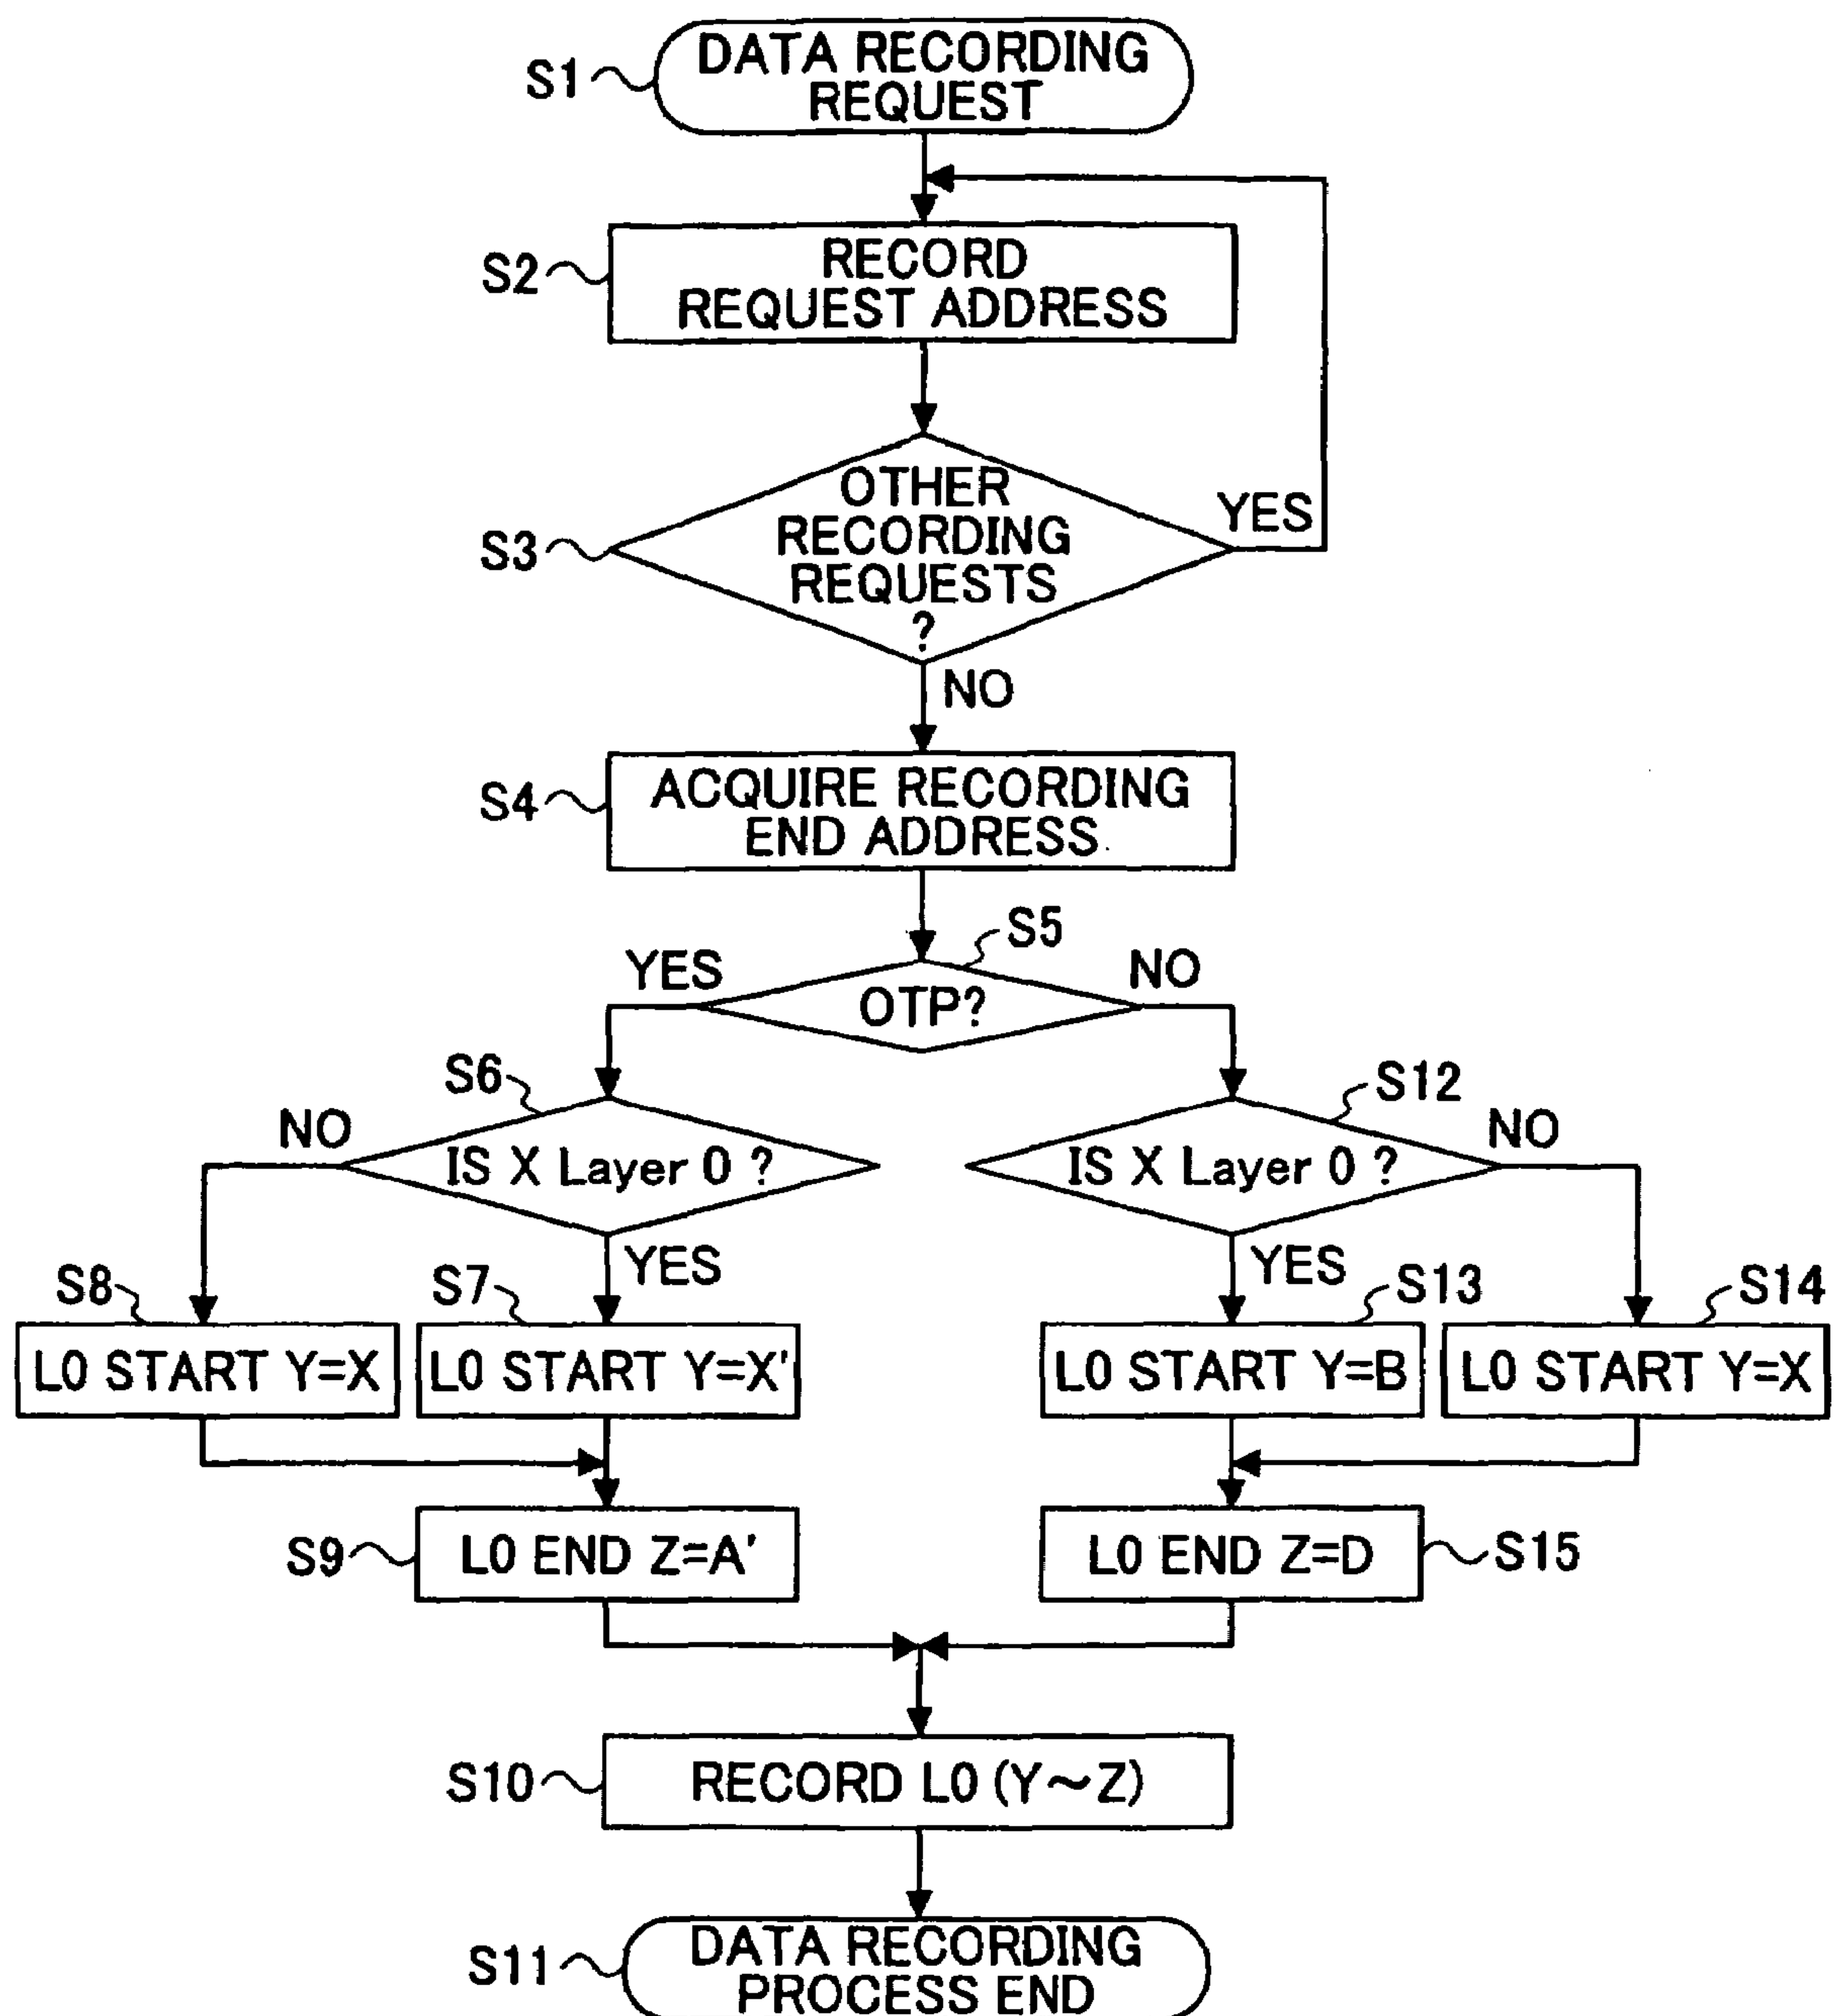 S1
DATA RECORDING
REQUEST
S2
RECORD
REQUEST ADDRESS
S3
OTHER
RECORDING
REQUESTS
?
YES
NO
S4
ACQUIRE RECORDING
END ADDRESS
S5
YES
OTP?
NO
S6
NO
IS X Layer 0 ?
YES
S12
IS X Layer 0 ?
NO
YES
S8
L0 START Y=X
S7
L0 START Y=X'
S13
L0 START Y=B
S14
L0 START Y=X
S9
L0 END Z=A'
L0 END Z=D
S15
S10
RECORD L0 (Y~Z)
S11
DATA RECORDING
PROCESS END